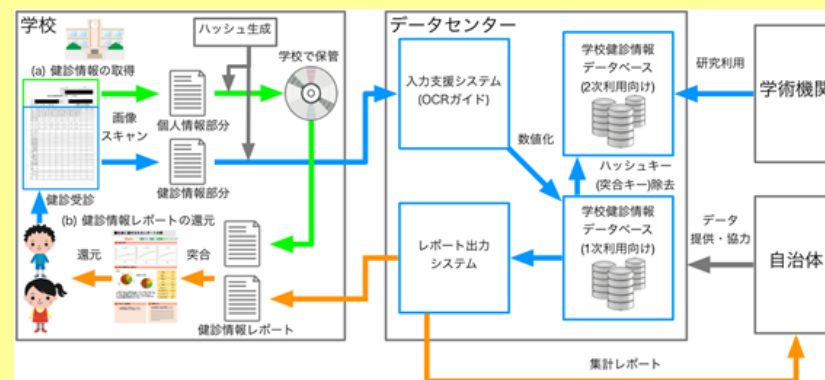 学校
ハッシュ生成
学校で保管
(a) 健診情報の取得
個人情報部分
画像
スキャン
健診情報部分
健診受診
(b) 健診情報レポートの還元
還元
突合
健診情報レポート
データセンター
入力支援システム
(OCRガイド)
数値化
学校健診情報
データベース
(2次利用向け)
ハッシュキー
(突合キー)除去
学校健診情報
データベース
(1次利用向け)
レポート出力
システム
研究利用
学術機関
データ
提供・協力
自治体
集計レポート